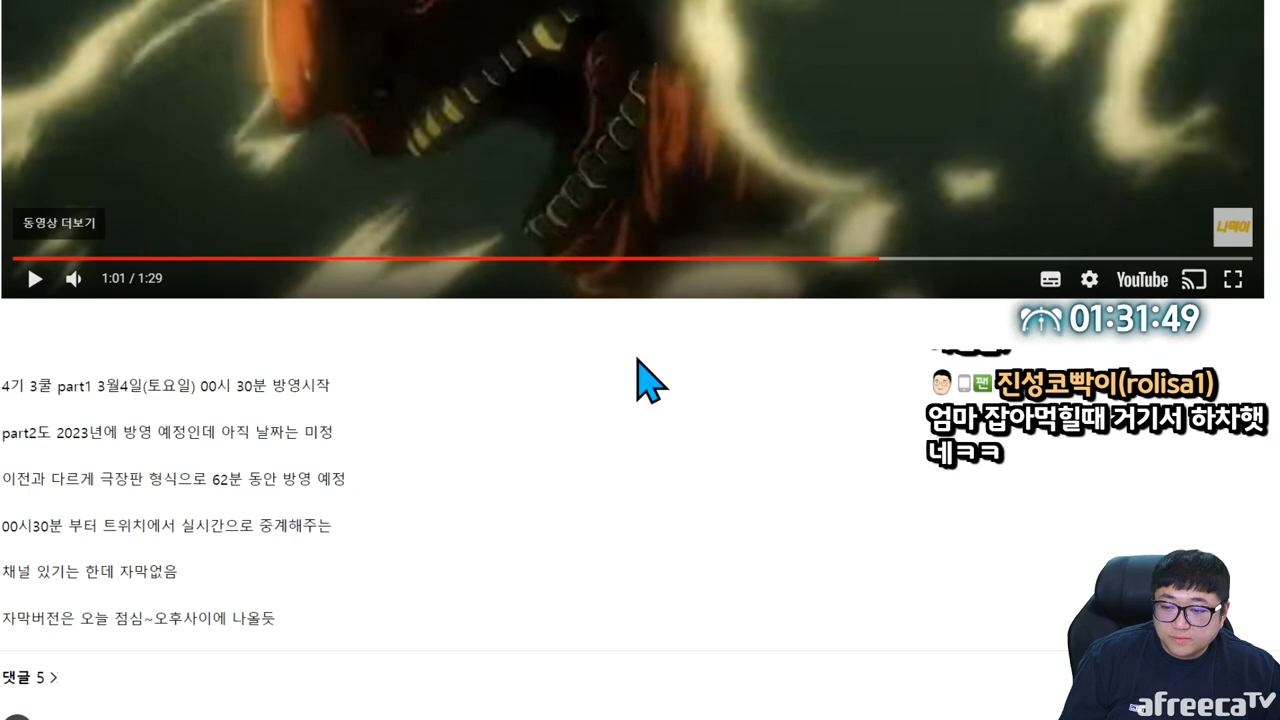 동영상 더보기
나먹이
1:01 / 1:29
YouTube
01:31:49
팬 진성코빡이(rolisa1)
엄마 잡아먹힐때 거기서 하차햇
네ㅋㅋ
4기 3쿨 part1 3월4일(토요일) 00시 30분 방영시작
part2도 2023년에 방영 예정인데 아직 날짜는 미정
이전과 다르게 극장판 형식으로 62분 동안 방영 예정
00시30분 부터 트위치에서 실시간으로 중계해주는
채널 있기는 한데 자막없음
자막버전은 오늘 점심~오후사이에 나올듯
댓글 5 >
afreecaTV